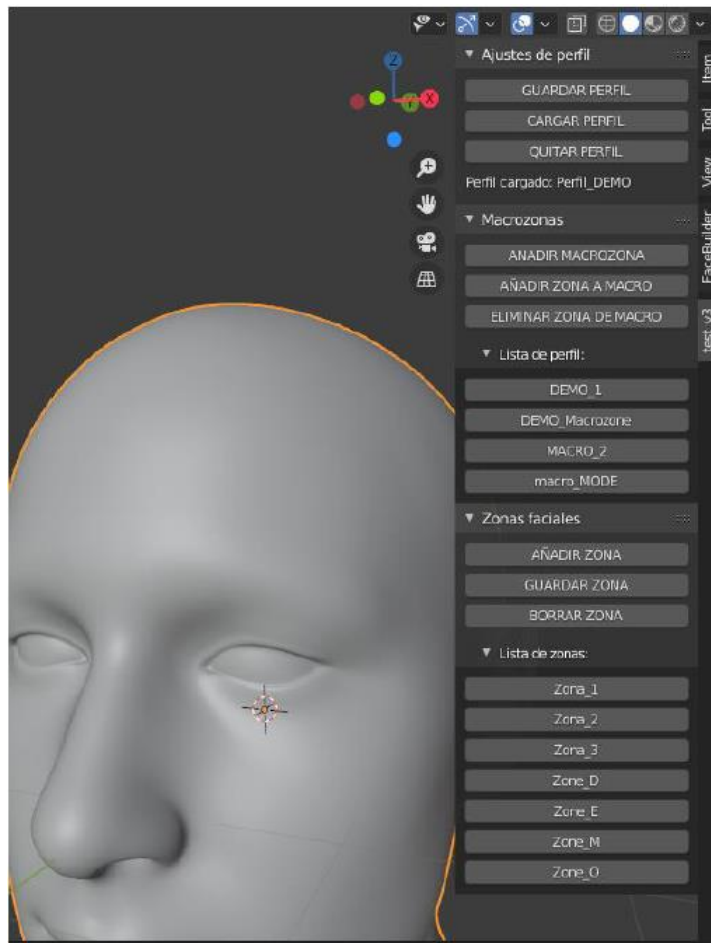 Z
Y
X
Ajustes de perfil
GUARDAR PERFIL
CARGAR PERFIL
QUITAR PERFIL
Perfil cargado: Perfil_DEMO
Macrozonas
ANADIR MACROZONA
AÑADIR ZONA A MACRO
ELIMINAR ZONA DE MACRO
Lista de perfil:
DEMO_1
DEMO_Macrozone
MACRO_2
macro_MODE
Zonas faciales
AÑADIR ZONA
GUARDAR ZONA
BORRAR ZONA
Lista de zonas:
Zona_1
Zona_2
Zona_3
Zone_D
Zone_E
Zone_M
Zone_O
Item
Tool
View
FaceBuilder
test_v3